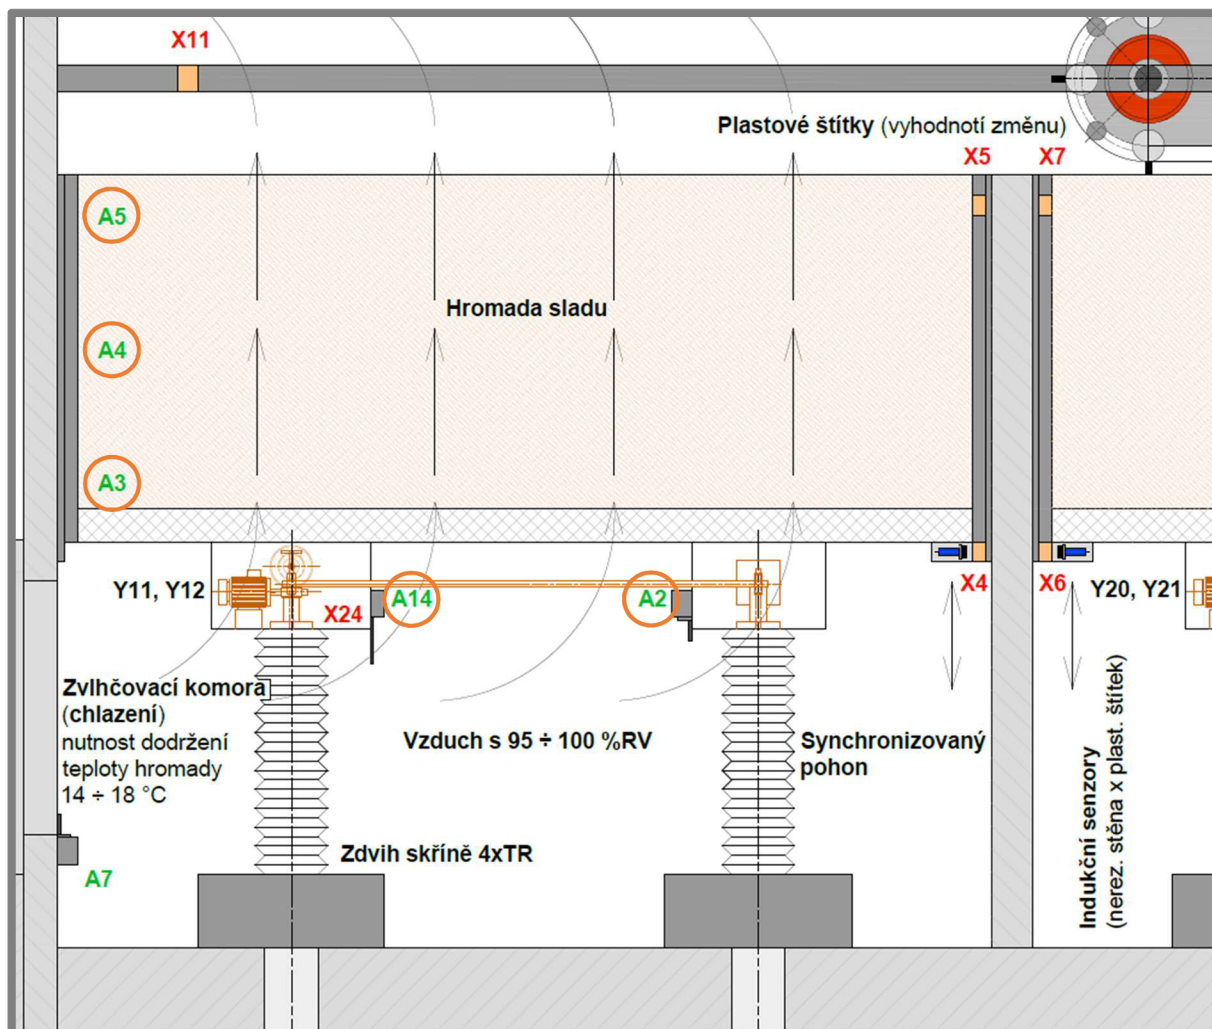 X11
Plastové štítky (vyhodnotí změnu)
X5
X7
A5
Hromada sladu
A4
A3
Y11, Y12
X24
A14
A2
X4
X6
Y20, Y21
Zvlhčovací komora
(chlazení)
nutnost dodržení
teploty hromady
14 ÷ 18 °C
Vzduch s 95 ÷ 100 %RV
Synchronizovaný
pohon
Zdvih skříně 4xTR
A7
Indukční senzory
(nerez. stěna x plast. štítek)